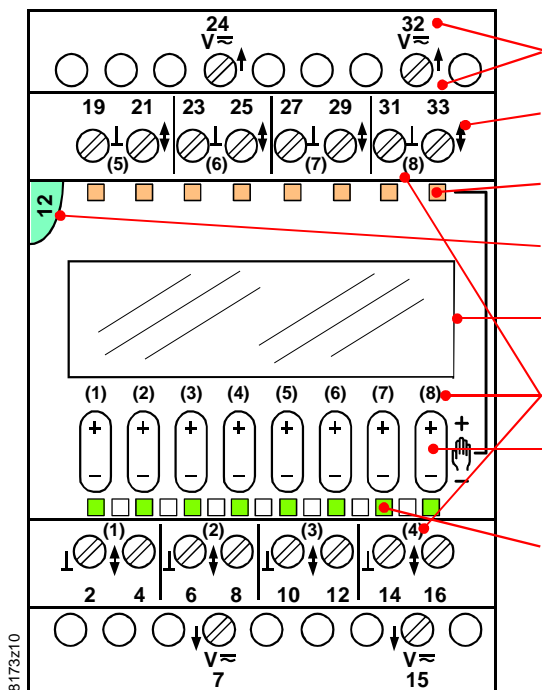 24 32
V V
19 21 23 25 27 29 31 33
(5) (6) (7) (8)
12
(1) (2) (3) (4) (5) (6) (7) (8)
+ + + + + + + + +
– – – – – – – – –
(1) (2) (3) (4)
2 4 6 8 10 12 14 16
V V
7 15
8173z10